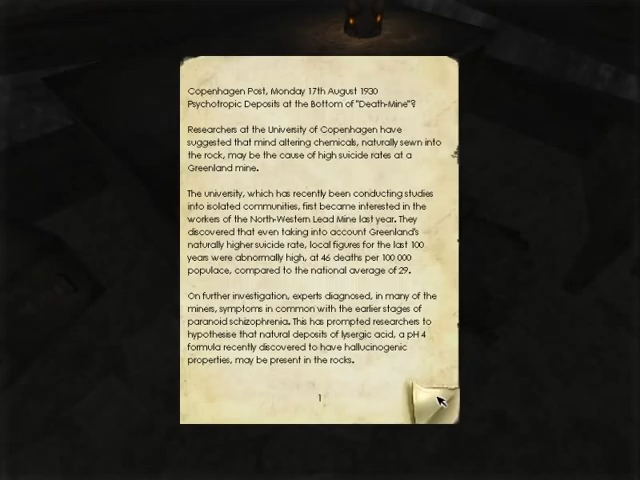 Copenhagen Post, Monday 17th August 1930
Psychotropic Deposits at the Bottom of "Death-Mine"?
Researchers at the University of Copenhagen have
suggested that mind altering chemicals, naturally sewn into
the rock, may be the cause of high suicide rates at a
Greenland mine.
The university, which has recently been conducting studies
into isolated communities, first became interested in the
workers of the North-Western Lead Mine last year. They
discovered that even taking into account Greenland's
naturally higher suicide rate, local figures for the last 100
years were abnormally high, at 46 deaths per 100 000
populace, compared to the national average of 29.
On further investigation, experts diagnosed, in many of the
miners, symptoms in common with the earlier stages of
paranoid schizophrenia. This has prompted researchers to
hypothesise that natural deposits of lysergic acid, a pH 4
formula recently discovered to have hallucinogenic
properties, may be present in the rocks.
1